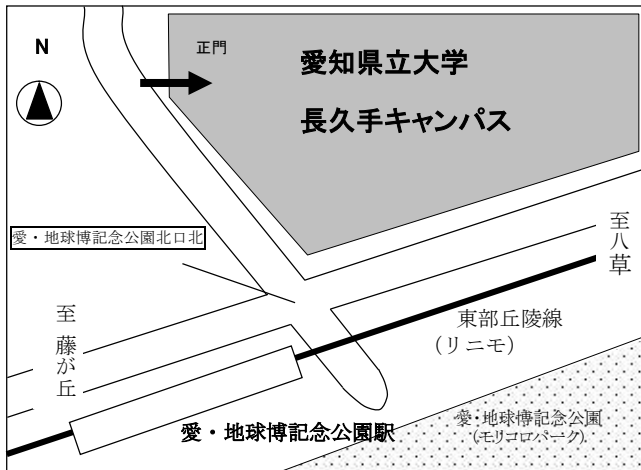 N
正門
愛知県立大学
長久手キャンパス
愛・地球博記念公園北口北
至八草
至 藤が丘
東部丘陵線
(リニモ)
愛・地球博記念公園駅
愛・地球博記念公園
(モリコロパーク)